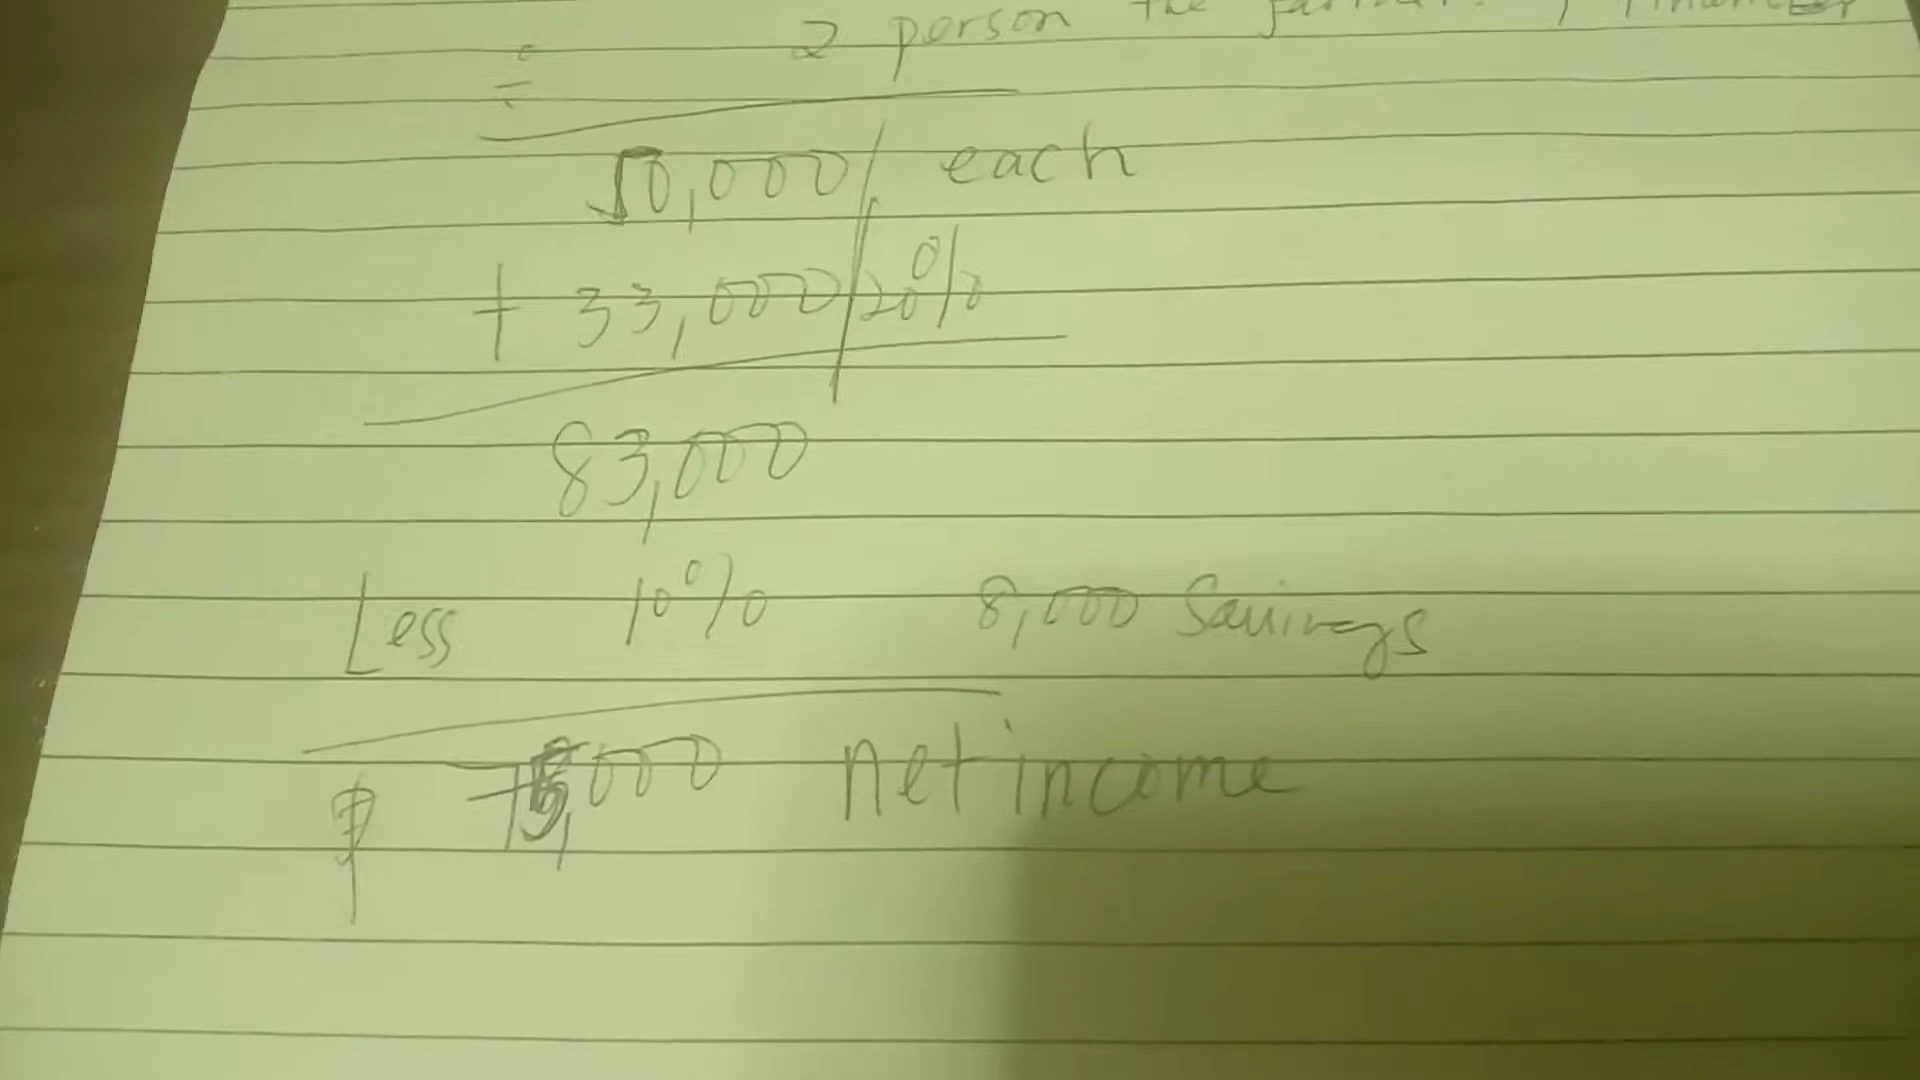 2 person the
÷
50,000/ each
+ 33,000/20%
83,000
Less 10% 8,000 Savings
₱ 75,000 net income